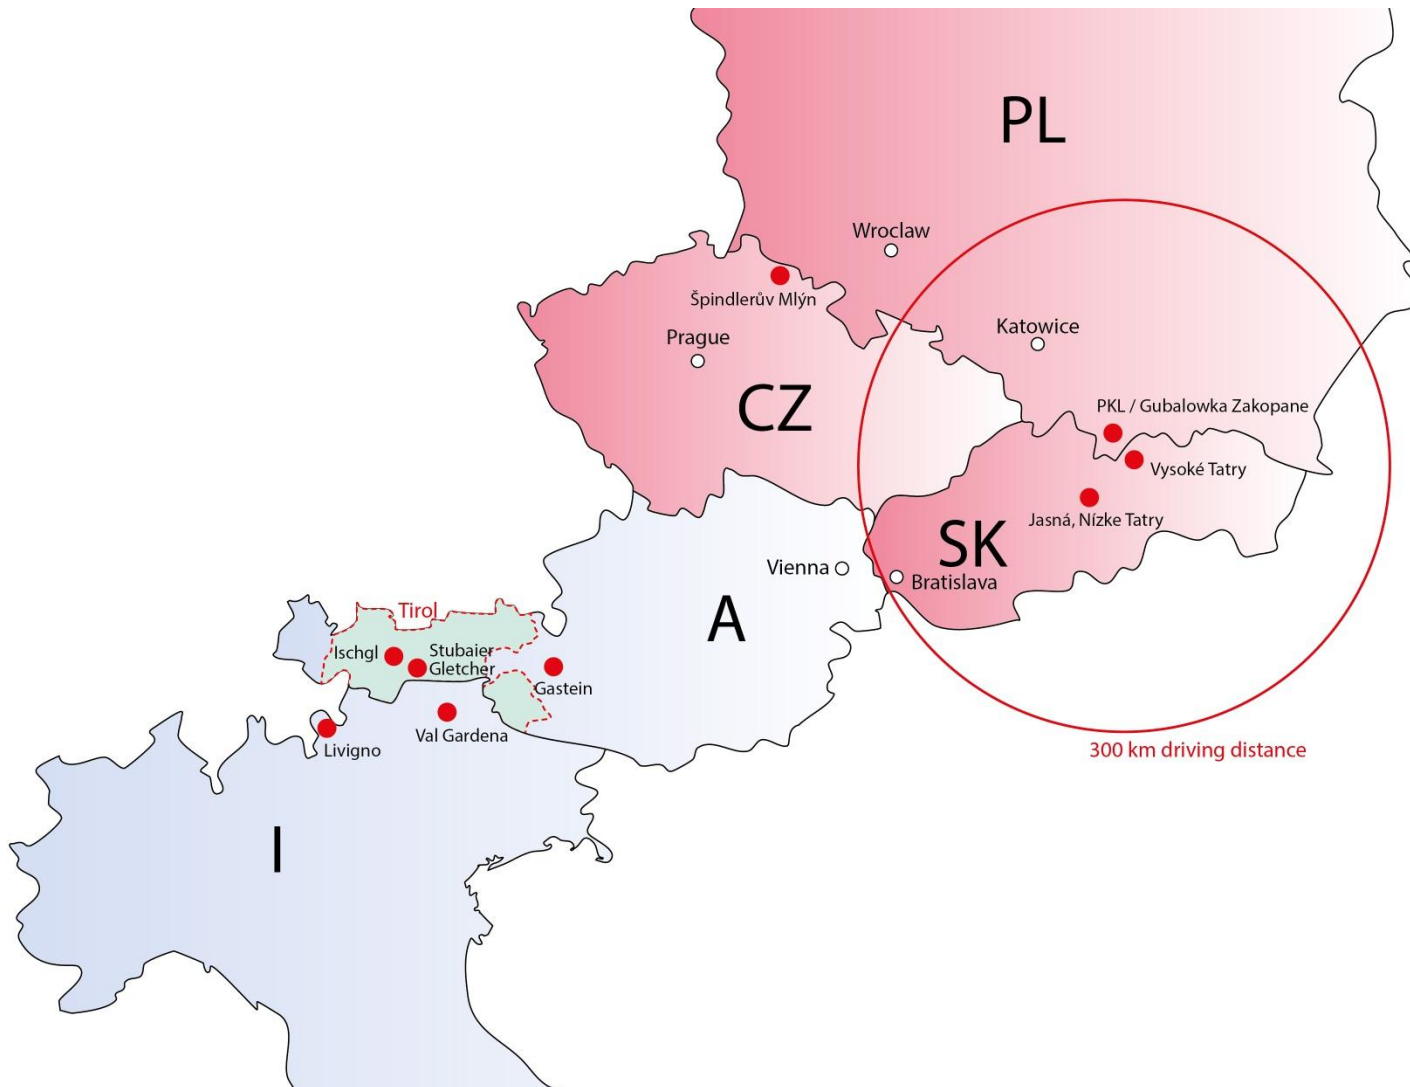 PL
Wroclaw
Špindlerův Mlýn
Katowice
Prague
CZ
PKL / Gubalowka Zakopane
Vysoké Tatry
Jasná, Nízke Tatry
SK
Vienna
Bratislava
A
Tirol
Ischgl
Stubaier
Gletcher
Gastein
Val Gardena
Livigno
300 km driving distance
I